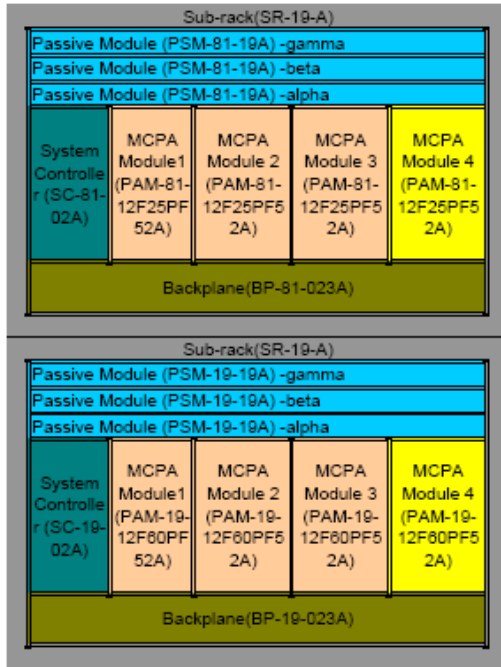 Sub-rack(SR-19-A)
Passive Module (PSM-81-19A) -gamma
Passive Module (PSM-81-19A) -beta
Passive Module (PSM-81-19A) -alpha
System
Controlle
r (SC-81-
02A)
MCPA
Module1
(PAM-81-
12F25PF
52A)
MCPA
Module 2
(PAM-81-
12F25PF5
2A)
MCPA
Module 3
(PAM-81-
12F25PF5
2A)
MCPA
Module 4
(PAM-81-
12F25PF5
2A)
Backplane(BP-81-023A)
Sub-rack(SR-19-A)
Passive Module (PSM-19-19A) -gamma
Passive Module (PSM-19-19A) -beta
Passive Module (PSM-19-19A) -alpha
System
Controlle
r (SC-19-
02A)
MCPA
Module1
(PAM-19-
12F60PF
52A)
MCPA
Module 2
(PAM-19-
12F60PF5
2A)
MCPA
Module 3
(PAM-19-
12F60PF5
2A)
MCPA
Module 4
(PAM-19-
12F60PF5
2A)
Backplane(BP-19-023A)